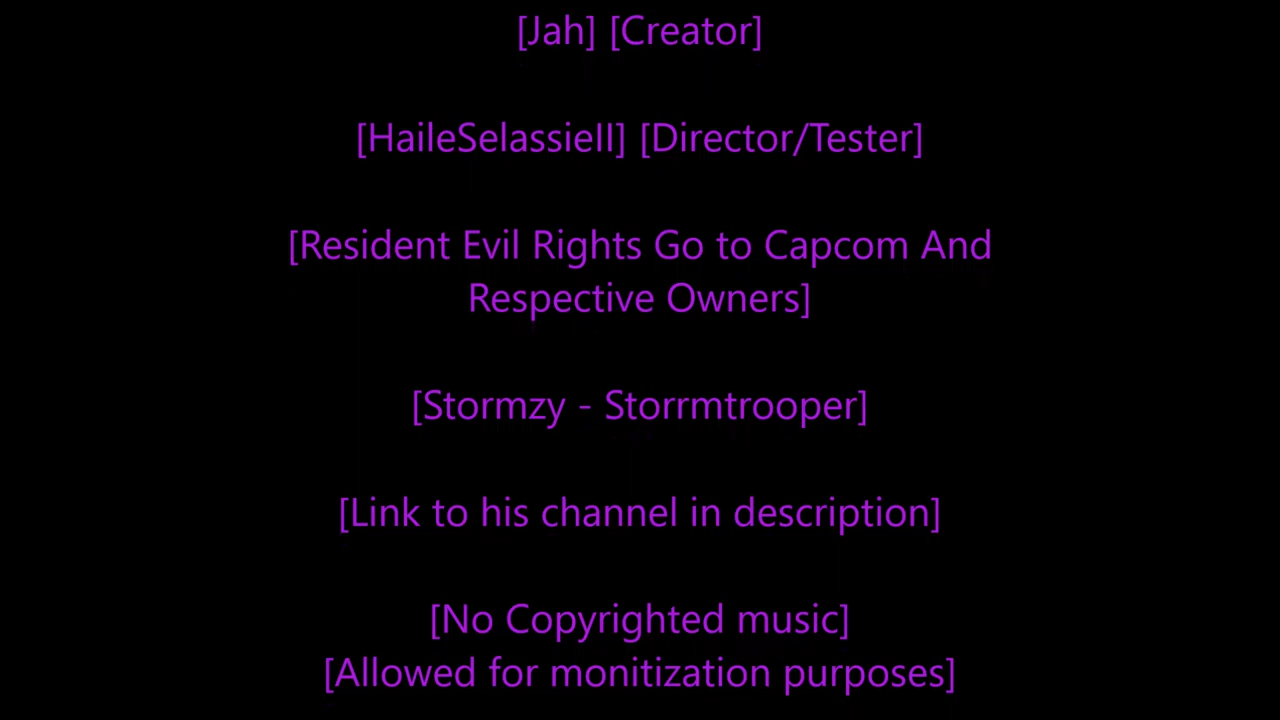 [Jah] [Creator]
[HaileSelassieII] [Director/Tester]
[Resident Evil Rights Go to Capcom And
Respective Owners]
[Stormzy - Storrmtrooper]
[Link to his channel in description]
[No Copyrighted music]
[Allowed for monitization purposes]